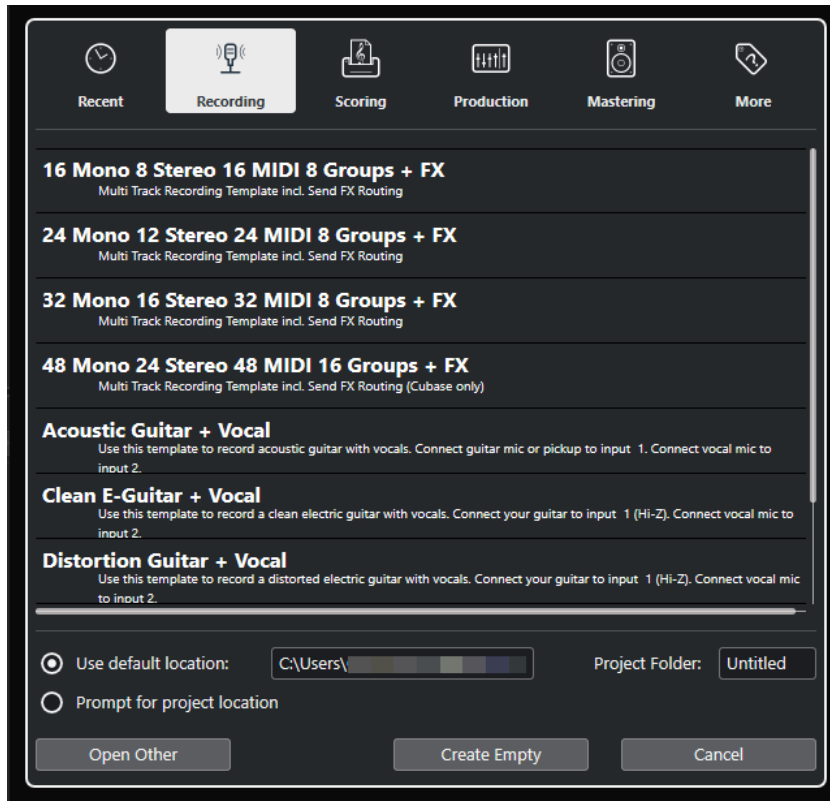 Recent
Recording
Scoring
Production
Mastering
More
16 Mono 8 Stereo 16 MIDI 8 Groups + FX
Multi Track Recording Template incl. Send FX Routing
24 Mono 12 Stereo 24 MIDI 8 Groups + FX
Multi Track Recording Template incl. Send FX Routing
32 Mono 16 Stereo 32 MIDI 8 Groups + FX
Multi Track Recording Template incl. Send FX Routing
48 Mono 24 Stereo 48 MIDI 16 Groups + FX
Multi Track Recording Template incl. Send FX Routing (Cubase only)
Acoustic Guitar + Vocal
Use this template to record acoustic guitar with vocals. Connect guitar mic or pickup to input 1. Connect vocal mic to
input 2.
Clean E-Guitar + Vocal
Use this template to record a clean electric guitar with vocals. Connect your guitar to input 1 (Hi-Z). Connect vocal mic to
input 2.
Distortion Guitar + Vocal
Use this template to record a distorted electric guitar with vocals. Connect your guitar to input 1 (Hi-Z). Connect vocal mic
to input 2.
Use default location: C:\Users\ Project Folder: Untitled
Prompt for project location
Open Other Create Empty Cancel